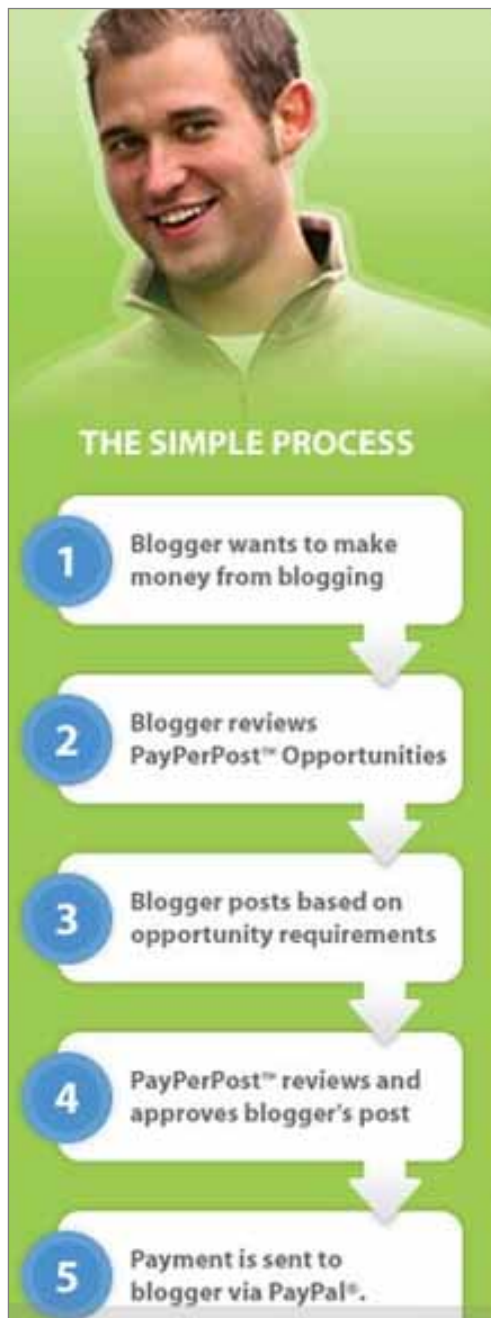 THE SIMPLE PROCESS
1
Blogger wants to make
money from blogging
2
Blogger reviews
PayPerPost™ Opportunities
3
Blogger posts based on
opportunity requirements
4
PayPerPost™ reviews and
approves blogger's post
5
Payment is sent to
blogger via PayPal®.